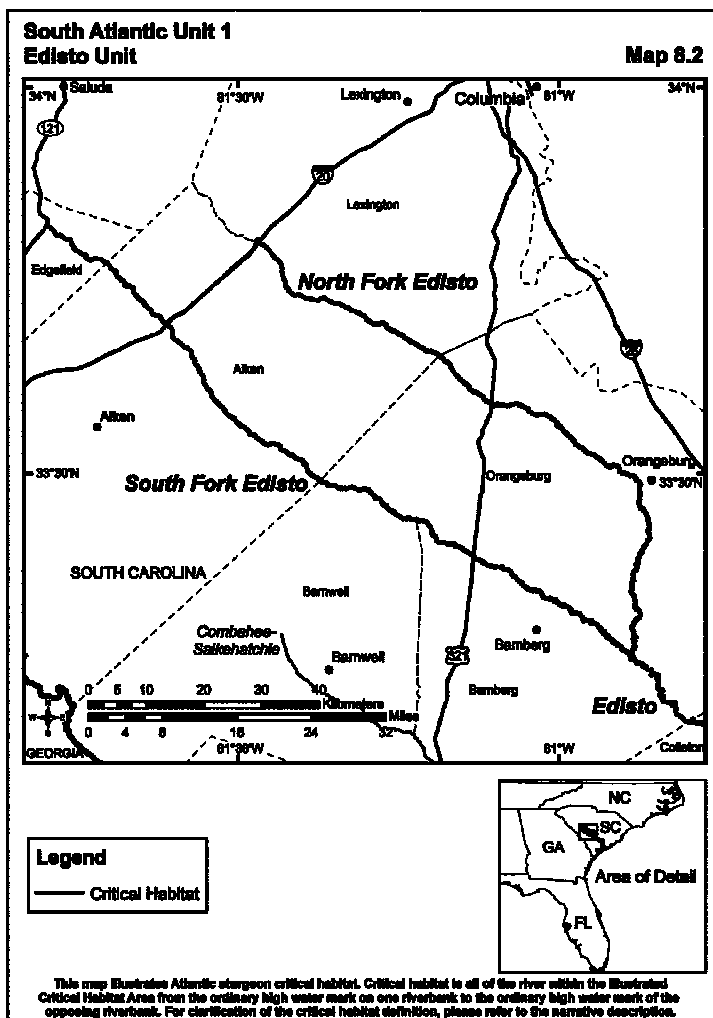 South Atlantic Unit 1
Edisto Unit
Map 8.2
34°N
Saluda
81°30'W
Lexington
Columbia
81°W
34°N
121
20
Lexington
Edgefield
North Fork Edisto
26
Aiken
Aiken
33°30'N
South Fork Edisto
Orangeburg
Orangeburg
33°30'N
SOUTH CAROLINA
Barnwell
Combahee-
Salkehatchie
Barnwell
321
Bamberg
Bamberg
Edisto
0 5 10 20 30 40
Kilometers
Miles
0 4 8 16 24 32
W E
S
GEORGIA
81°30'W
81°W
Colleton
NC
SC
GA
Area of Detail
FL
Legend
Critical Habitat
This map illustrates Atlantic sturgeon critical habitat. Critical habitat is all of the river within the illustrated
Critical Habitat Area from the ordinary high water mark on one riverbank to the ordinary high water mark of the
opposing riverbank. For clarification of the critical habitat definition, please refer to the narrative description.